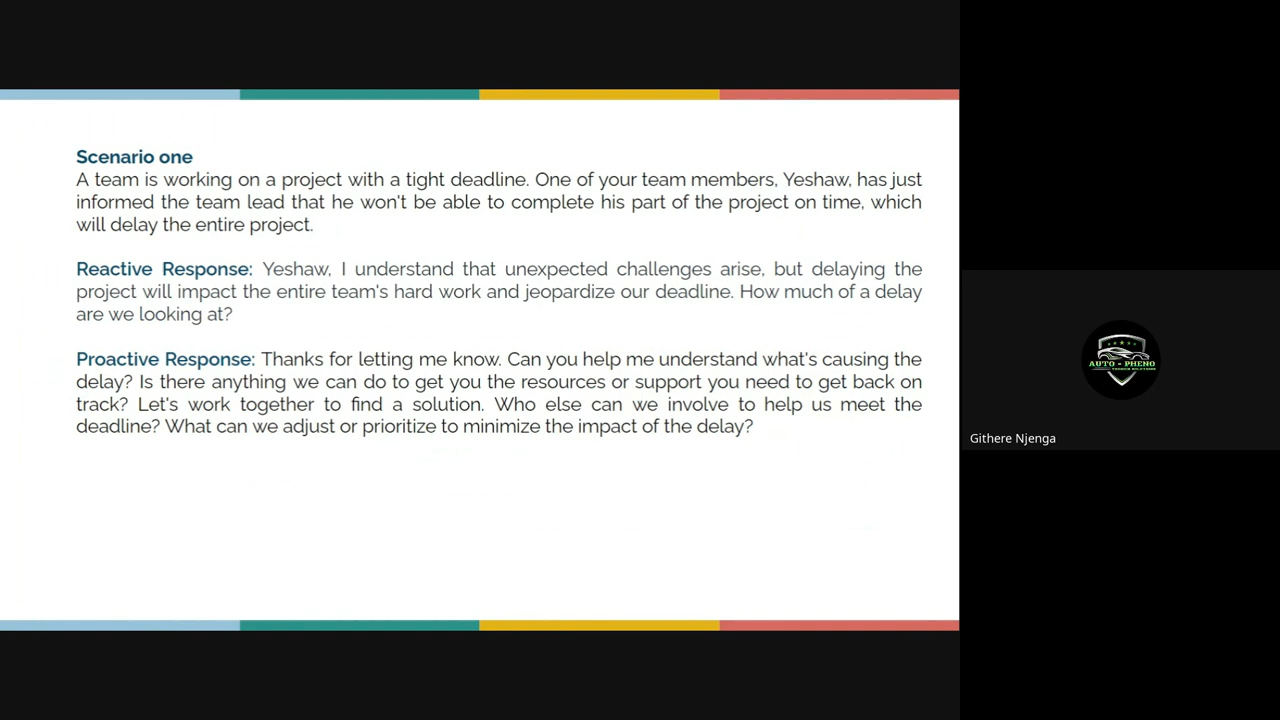 Scenario one
A team is working on a project with a tight deadline. One of your team members, Yeshaw, has just
informed the team lead that he won't be able to complete his part of the project on time, which
will delay the entire project.
Reactive Response: Yeshaw, I understand that unexpected challenges arise, but delaying the
project will impact the entire team's hard work and jeopardize our deadline. How much of a delay
are we looking at?
Proactive Response: Thanks for letting me know. Can you help me understand what's causing the
delay? Is there anything we can do to get you the resources or support you need to get back on
track? Let's work together to find a solution. Who else can we involve to help us meet the
deadline? What can we adjust or prioritize to minimize the impact of the delay?
AUTO - PHENO
Githere Njenga